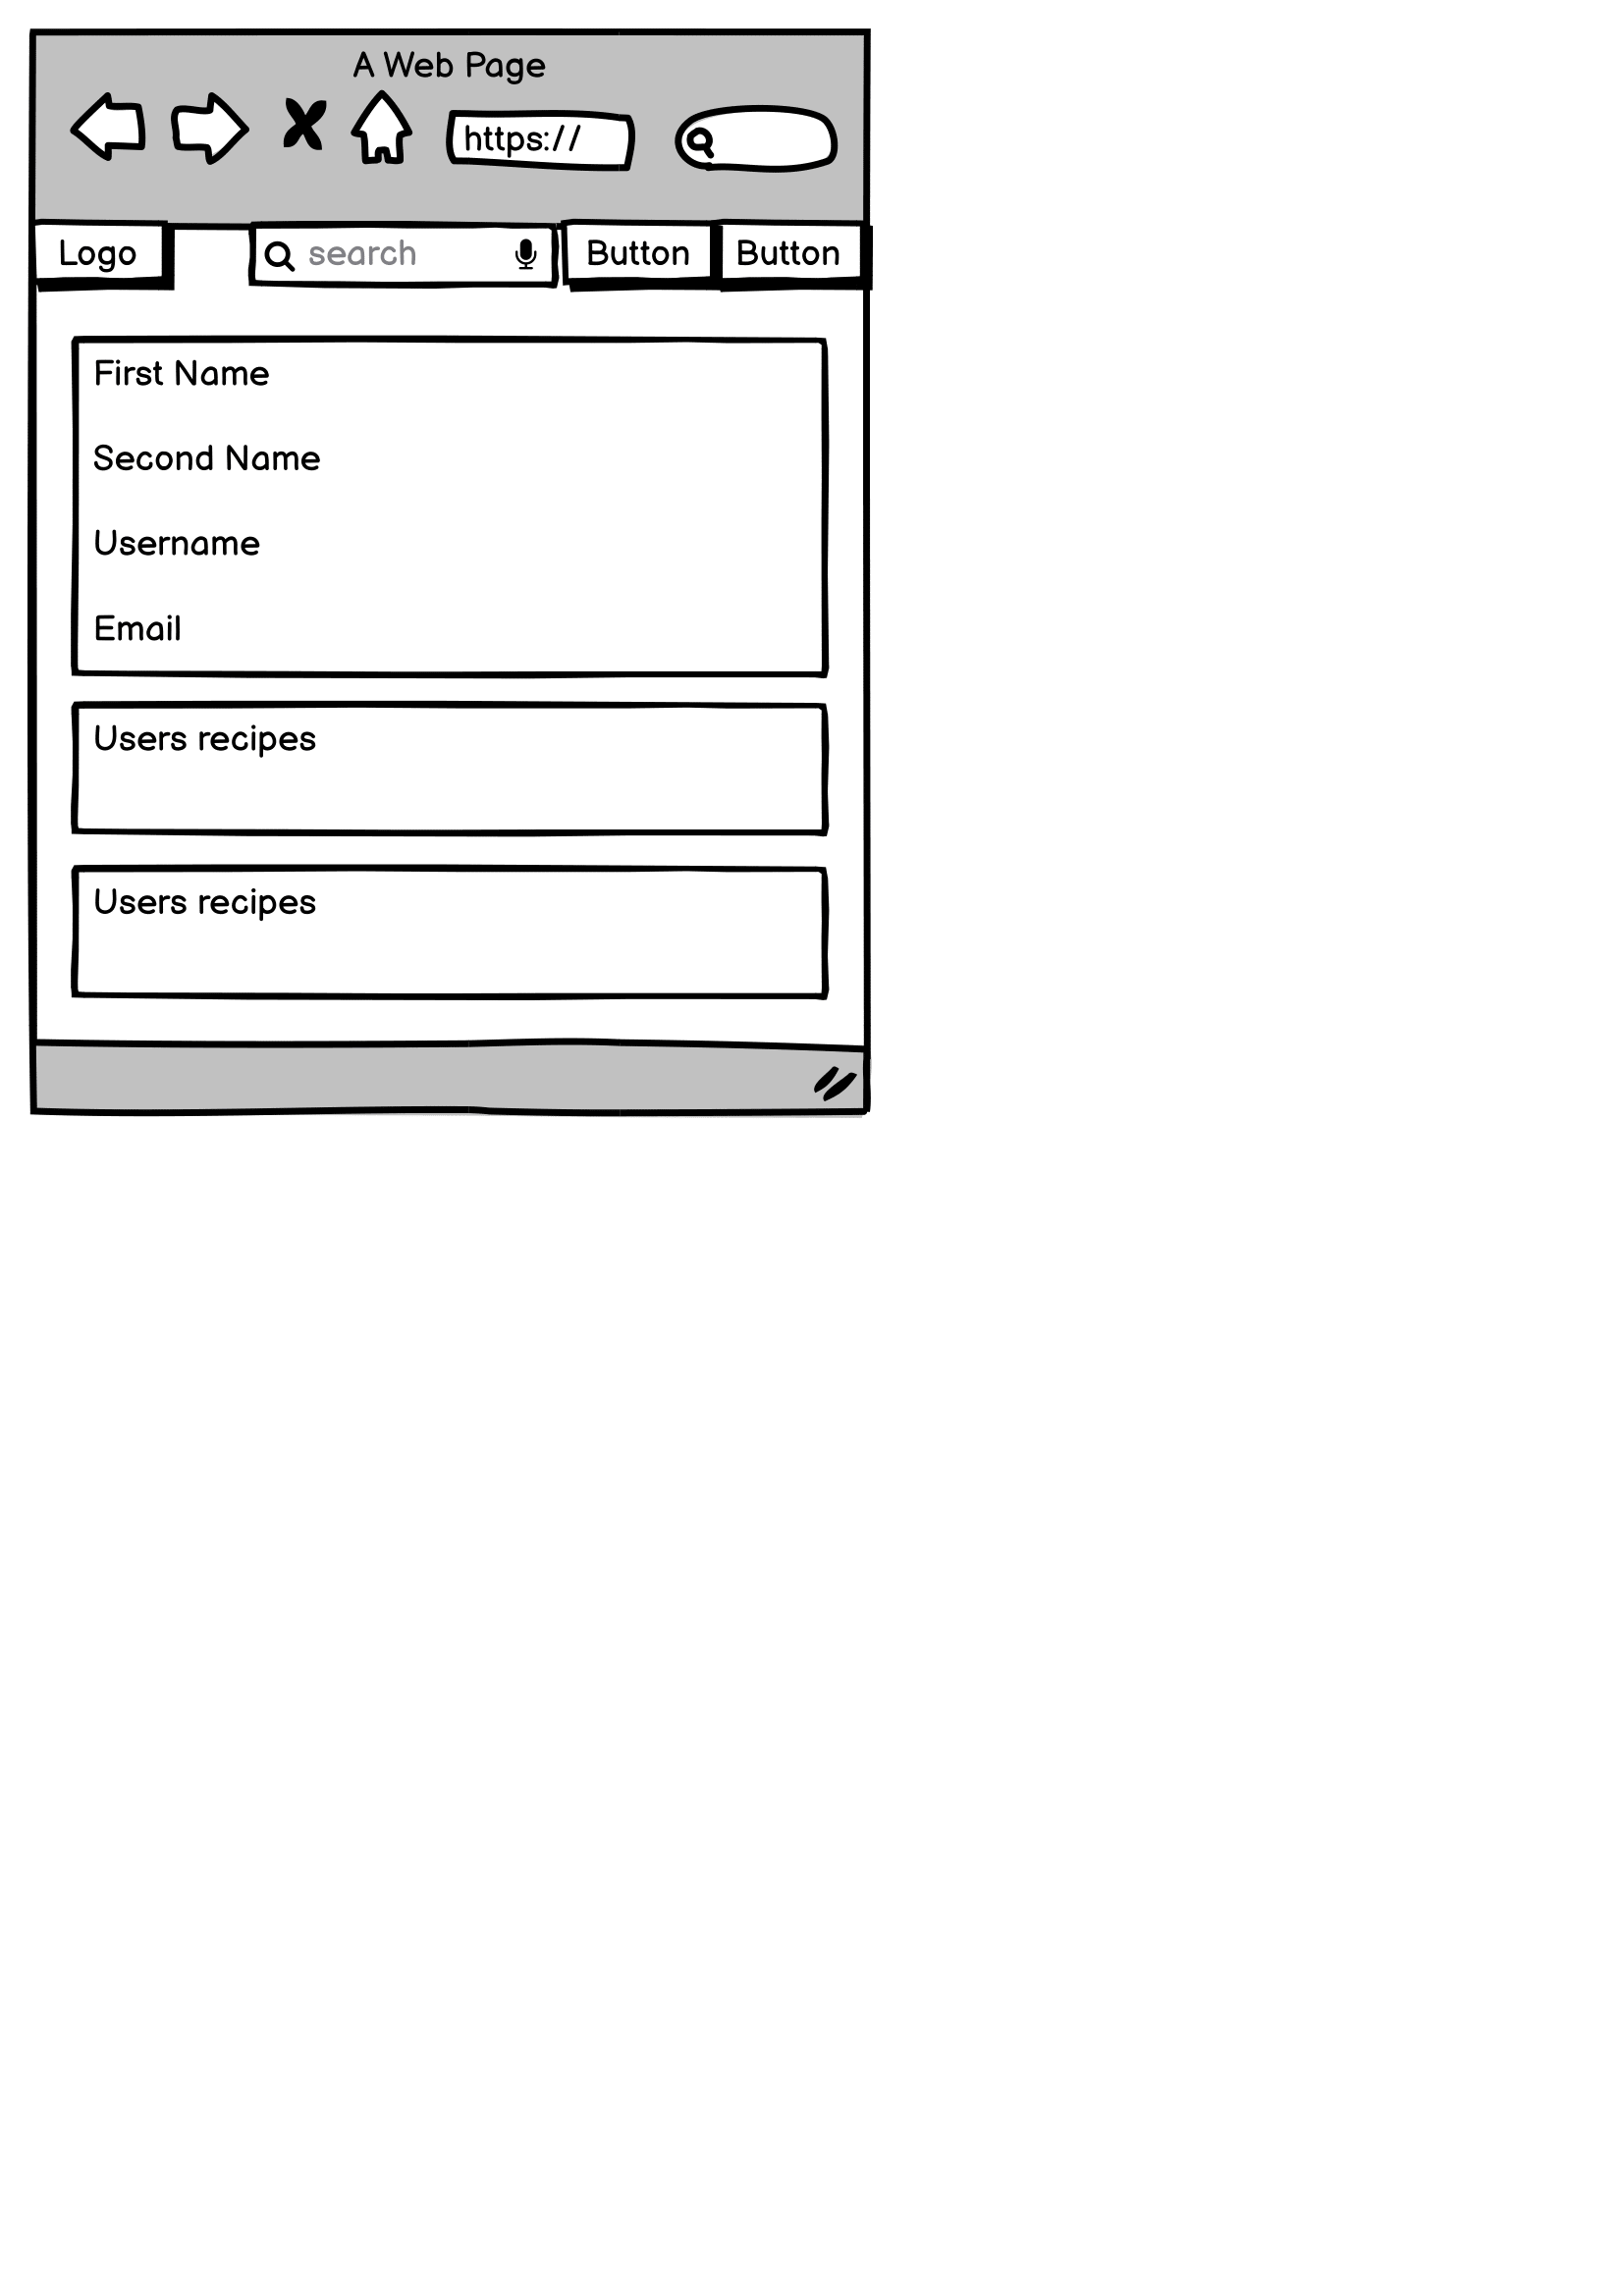 A Web Page
https://
Logo
search
Button
Button
First Name
Second Name
Username
Email
Users recipes
Users recipes